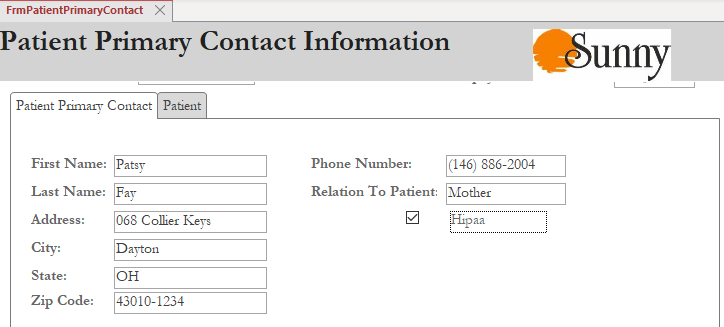 FrmPatientPrimaryContact
Patient Primary Contact Information
Sunny
Patient Primary Contact Patient
First Name: Patsy Phone Number: (146) 886-2004
Last Name: Fay Relation To Patient: Mother
Address: 068 Collier Keys Hipaa
City: Dayton
State: OH
Zip Code: 43010-1234